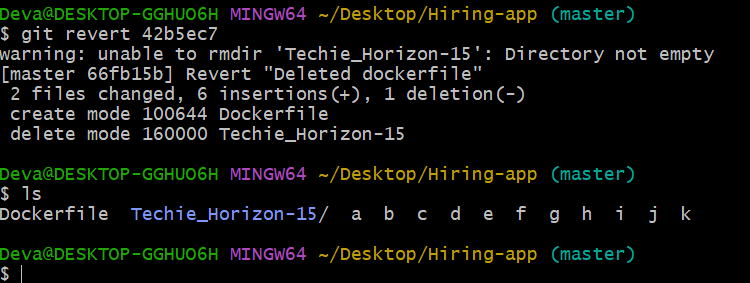 Deva@DESKTOP-GGHUO6H MINGW64 ~/Desktop/Hiring-app (master)
$ git revert 42b5ec7
warning: unable to rmdir 'Techie_Horizon-15': Directory not empty
[master 66fb15b] Revert "Deleted dockerfile"
 2 files changed, 6 insertions(+), 1 deletion(-)
 create mode 100644 Dockerfile
 delete mode 160000 Techie_Horizon-15

Deva@DESKTOP-GGHUO6H MINGW64 ~/Desktop/Hiring-app (master)
$ ls
Dockerfile  Techie_Horizon-15/  a  b  c  d  e  f  g  h  i  j  k

Deva@DESKTOP-GGHUO6H MINGW64 ~/Desktop/Hiring-app (master)
$